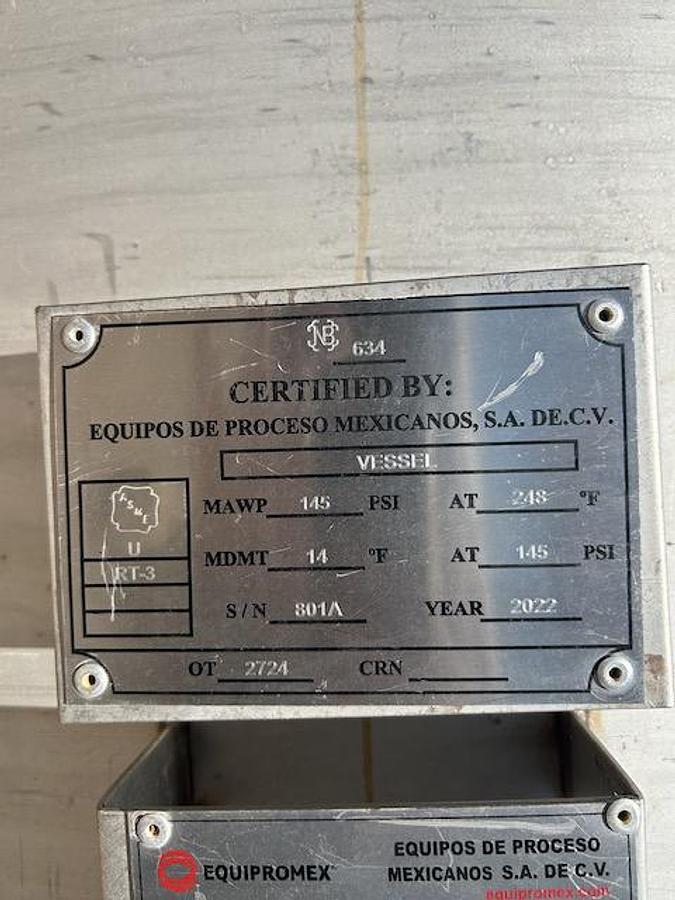 NB 634
CERTIFIED BY:
EQUIPOS DE PROCESO MEXICANOS, S.A. DE.C.V.
VESSEL
ASME
U
RT-3
MAWP 145 PSI AT 248 °F
MDMT 14 °F AT 145 PSI
S/N 801A YEAR 2022
OT 2724 CRN
EQUIPROMEX
EQUIPOS DE PROCESO
MEXICANOS S.A. DE C.V.
equipromex.com